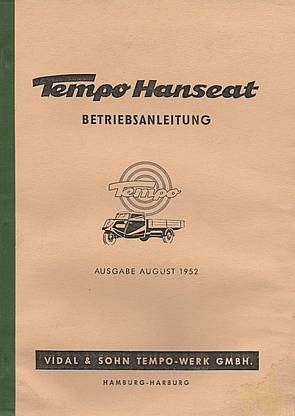 Tempo Hanseat
BETRIEBSANLEITUNG
Tempo
AUSGABE AUGUST 1952
VIDAL & SOHN TEMPO-WERK GMBH.
HAMBURG-HARBURG